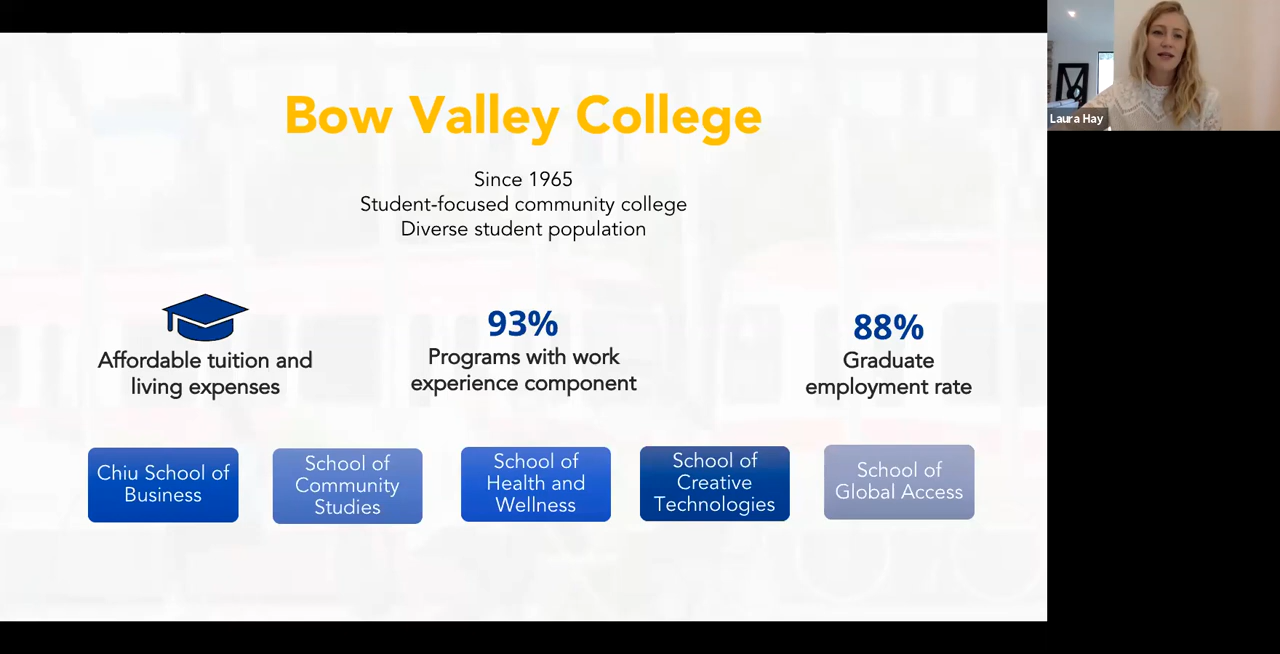 Bow Valley College
Since 1965
Student-focused community college
Diverse student population
Affordable tuition and
living expenses
93%
Programs with work
experience component
88%
Graduate
employment rate
Chiu School of
Business
School of
Community
Studies
School of
Health and
Wellness
School of
Creative
Technologies
School of
Global Access
Laura Hay